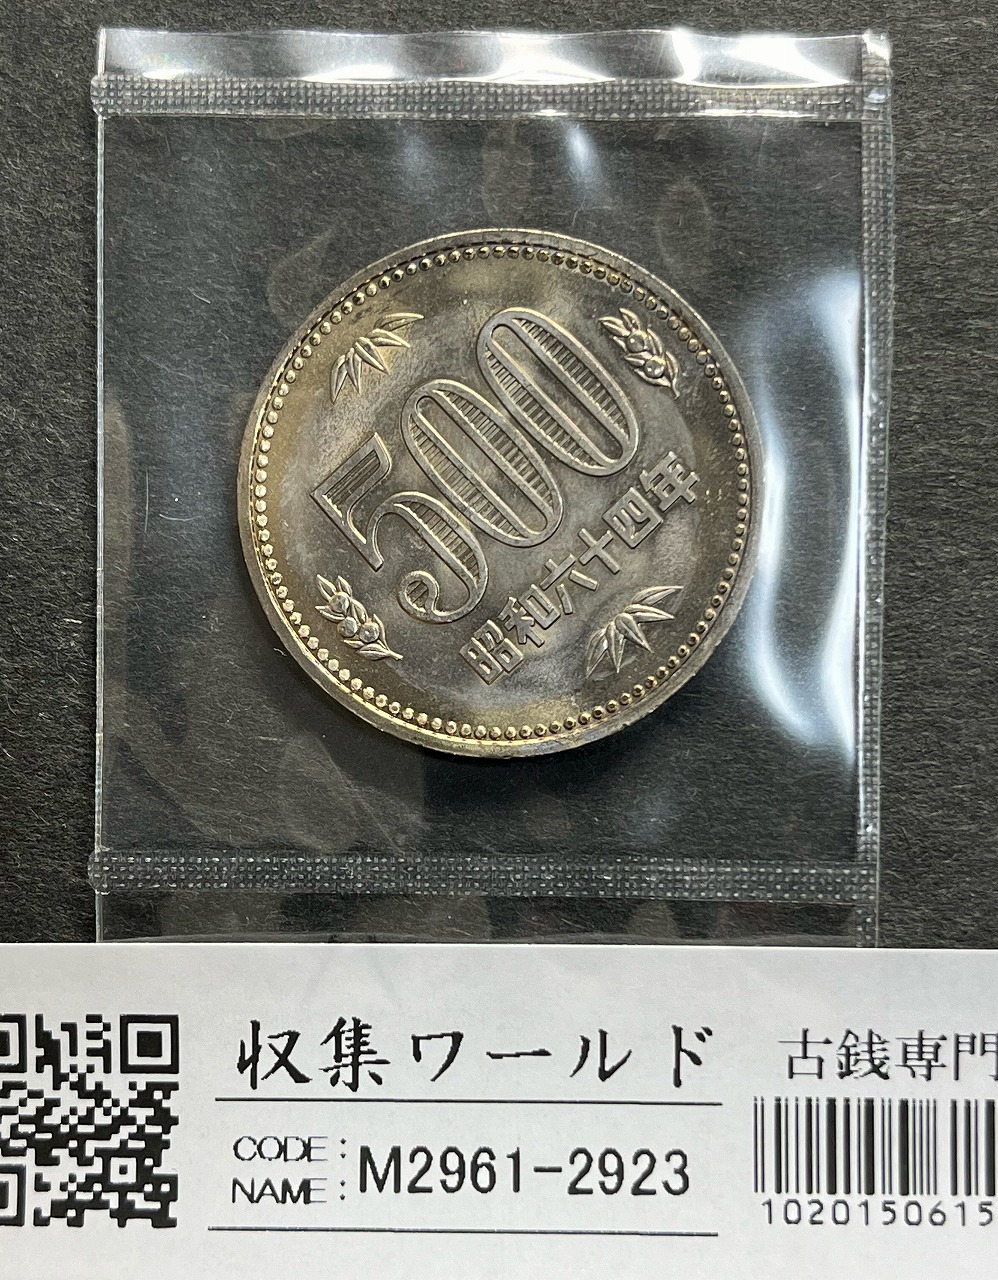 500
昭和六十四年
収集ワールド
古銭専門
CODE:
NAME:
M2961-2923
1020150615